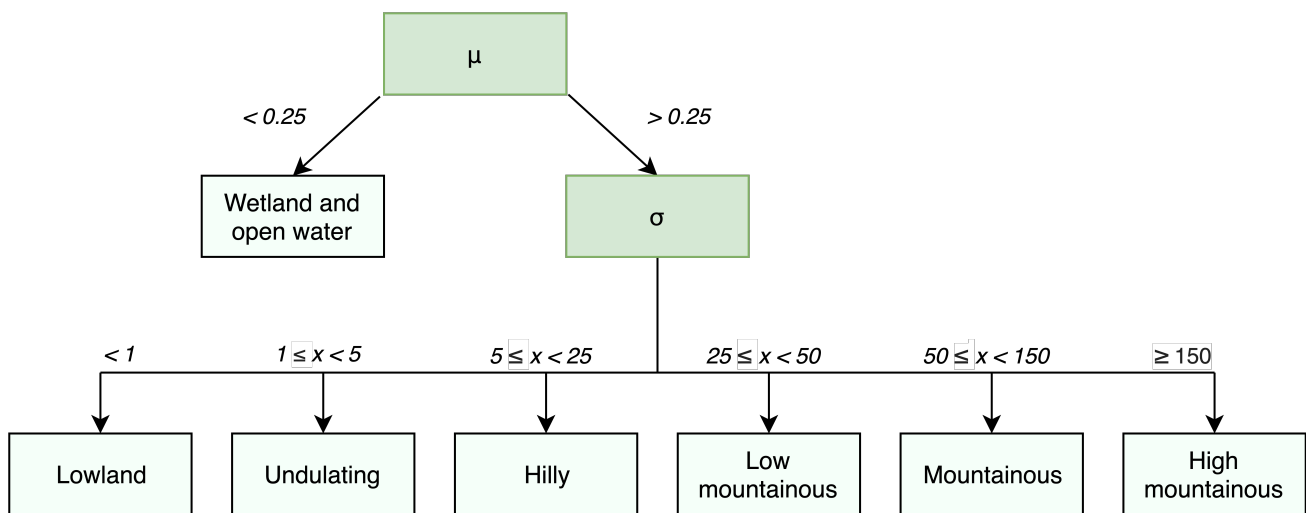 μ
< 0.25
> 0.25
Wetland and
open water
σ
< 1
1 ≤ x < 5
5 ≤ x < 25
25 ≤ x < 50
50 ≤ x < 150
≥ 150
Lowland
Undulating
Hilly
Low
mountainous
Mountainous
High
mountainous